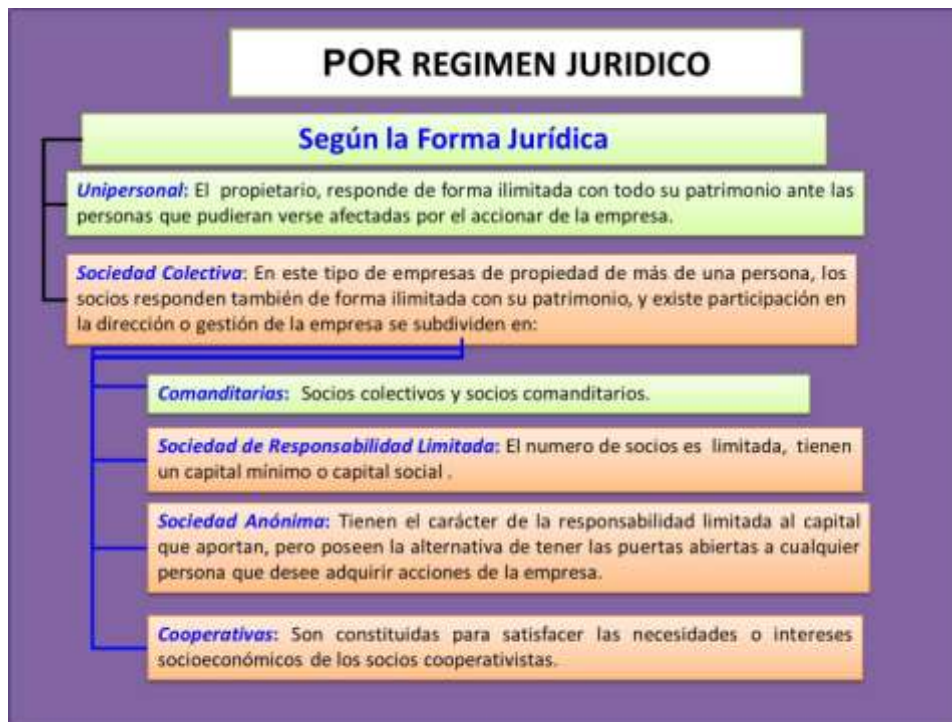 POR REGIMEN JURIDICO
Según la Forma Jurídica
Unipersonal: El propietario, responde de forma ilimitada con todo su patrimonio ante las
personas que pudieran verse afectadas por el accionar de la empresa.
Sociedad Colectiva: En este tipo de empresas de propiedad de más de una persona, los
socios responden también de forma ilimitada con su patrimonio, y existe participación en
la dirección o gestión de la empresa se subdividen en:
Comanditarias: Socios colectivos y socios comanditarios.
Sociedad de Responsabilidad Limitada: El numero de socios es limitada, tienen
un capital mínimo o capital social .
Sociedad Anónima: Tienen el carácter de la responsabilidad limitada al capital
que aportan, pero poseen la alternativa de tener las puertas abiertas a cualquier
persona que desee adquirir acciones de la empresa.
Cooperativas: Son constituidas para satisfacer las necesidades o intereses
socioeconómicos de los socios cooperativistas.